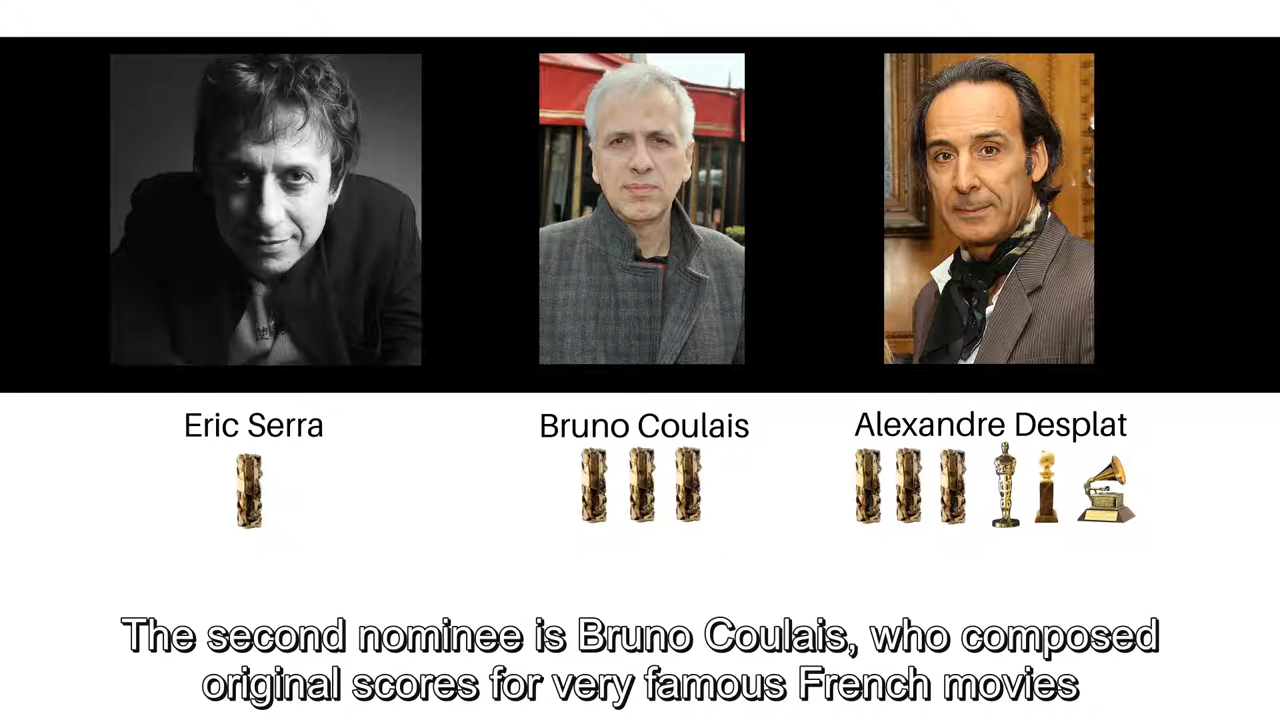 Eric Serra
Bruno Coulais
Alexandre Desplat
The second nominee is Bruno Coulais, who composed
original scores for very famous French movies